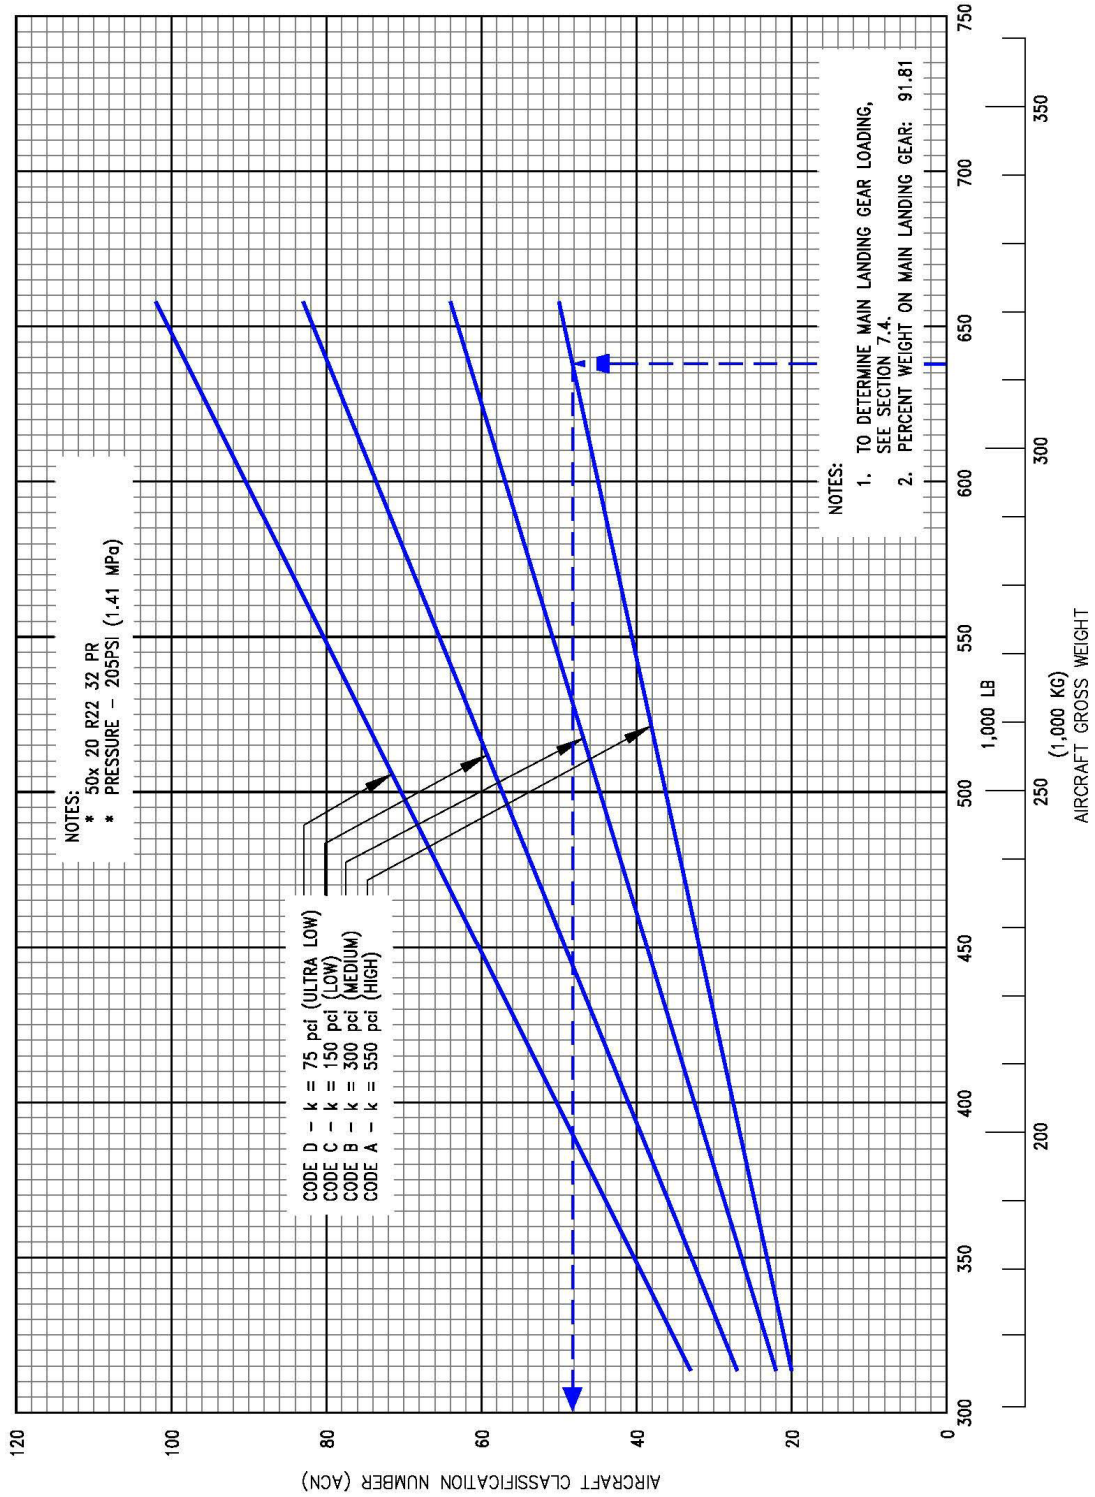 NOTES:
* 50x 20 R22 32 PR
* PRESSURE – 205PSI (1.41 MPa)
CODE D – k = 75 pci (ULTRA LOW)
CODE C – k = 150 pci (LOW)
CODE B – k = 300 pci (MEDIUM)
CODE A – k = 550 pci (HIGH)
AIRCRAFT CLASSIFICATION NUMBER (ACN)
120
100
80
60
40
20
0
NOTES:
1. TO DETERMINE MAIN LANDING GEAR LOADING,
SEE SECTION 7.4.
2. PERCENT WEIGHT ON MAIN LANDING GEAR: 91.81
300 350 400 450 500 550 600 650 700 750
1,000 LB
200 250 300 350
(1,000 KG)
AIRCRAFT GROSS WEIGHT